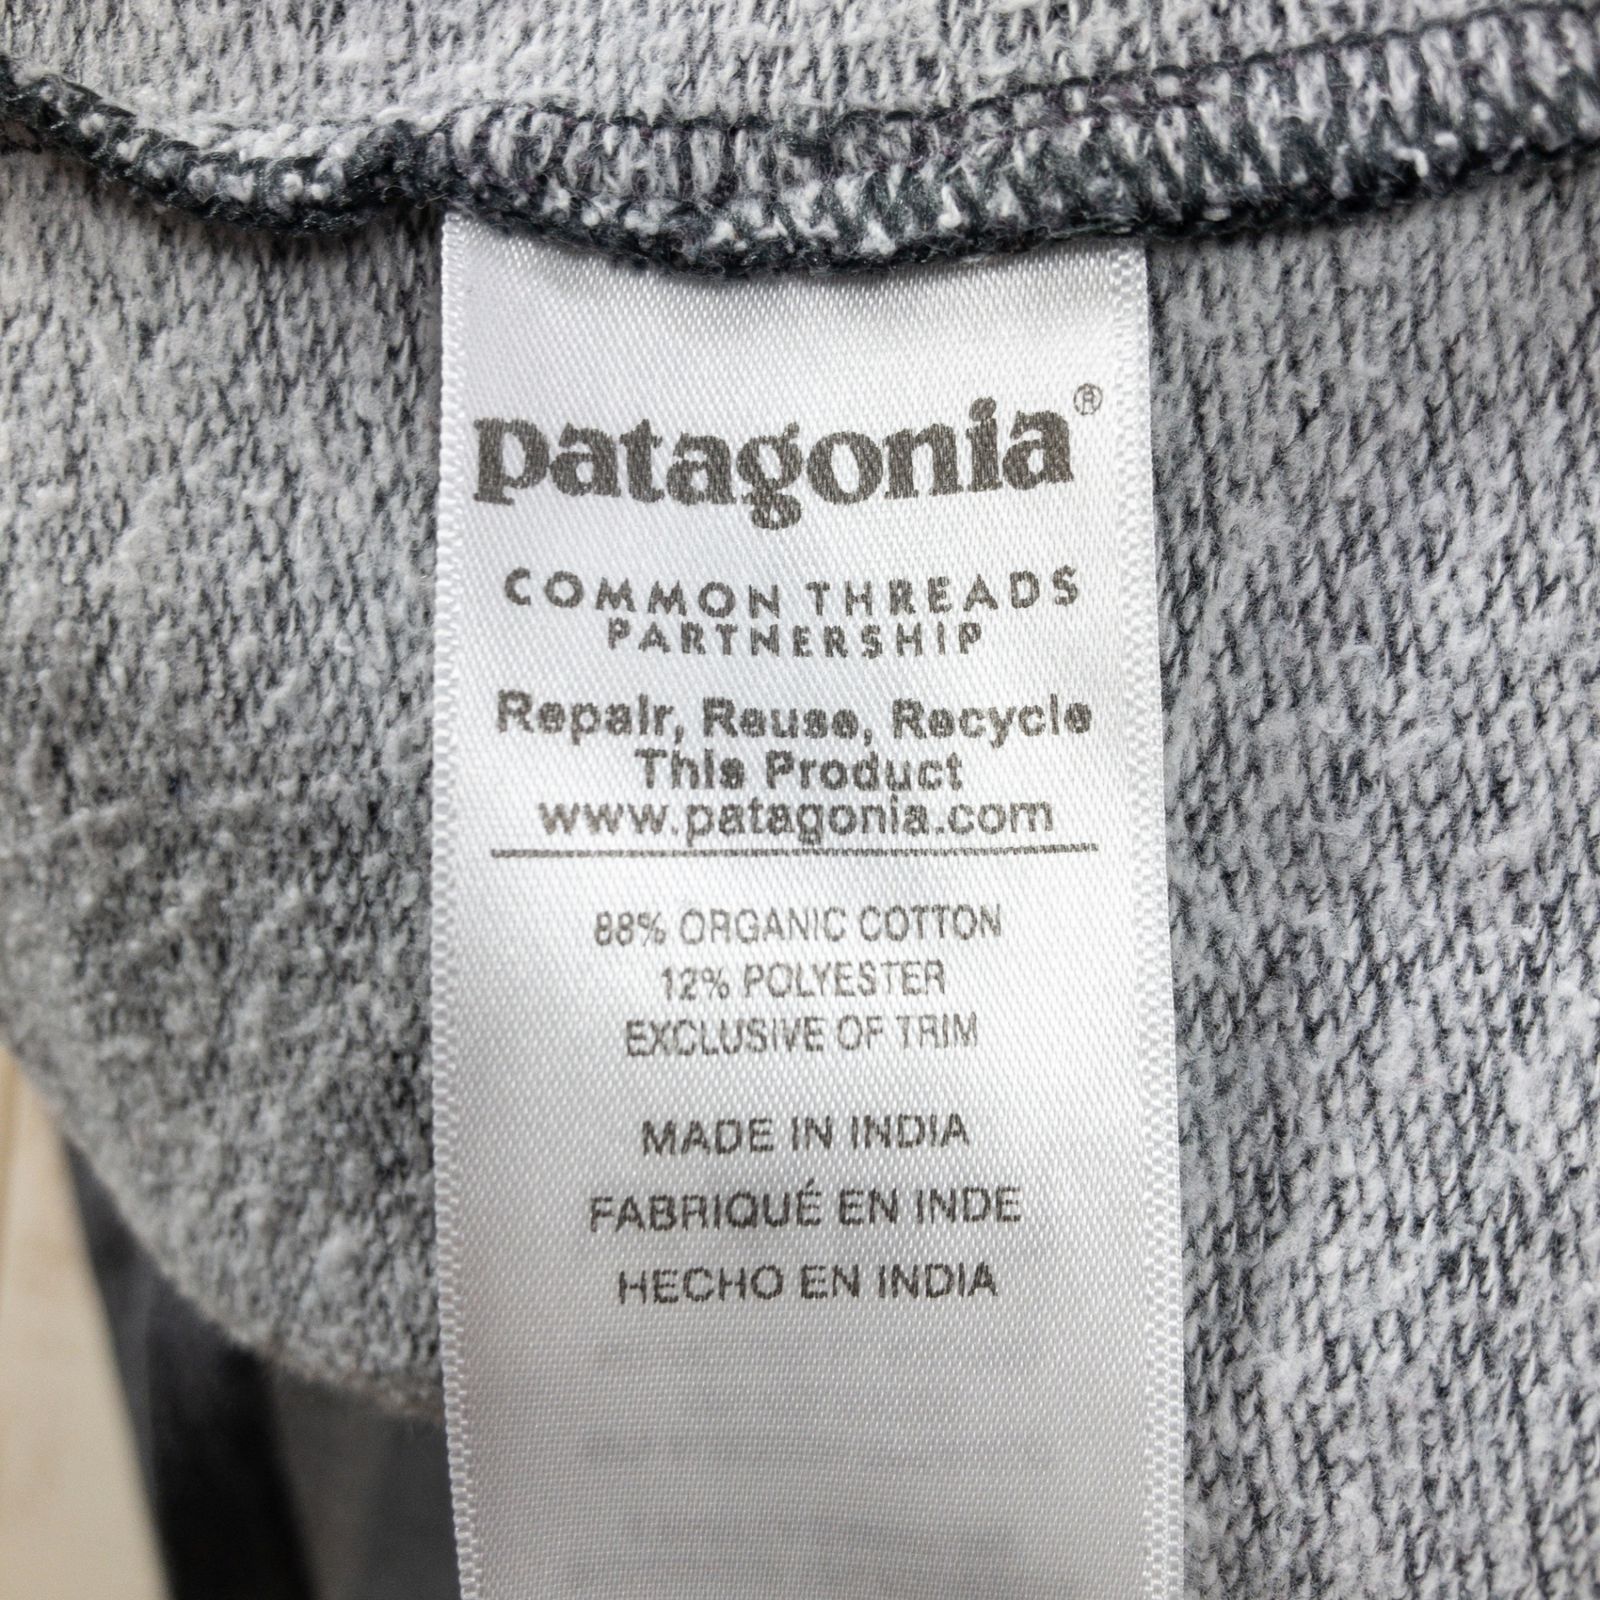 patagonia®
COMMON THREADS
PARTNERSHIP
Repair, Reuse, Recycle
This Product
www.patagonia.com
88% ORGANIC COTTON
12% POLYESTER
EXCLUSIVE OF TRIM
MADE IN INDIA
FABRIQUÉ EN INDE
HECHO EN INDIA